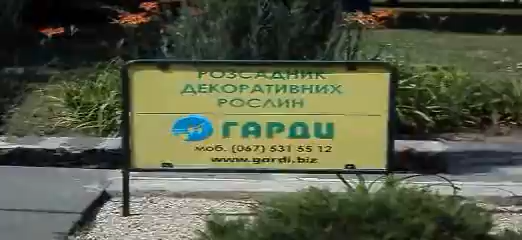 РОЗСАДНИК
ДЕКОРАТИВНИХ
РОСЛИН
ГАРДИ
моб. (067) 531 55 12
www.gardi.biz